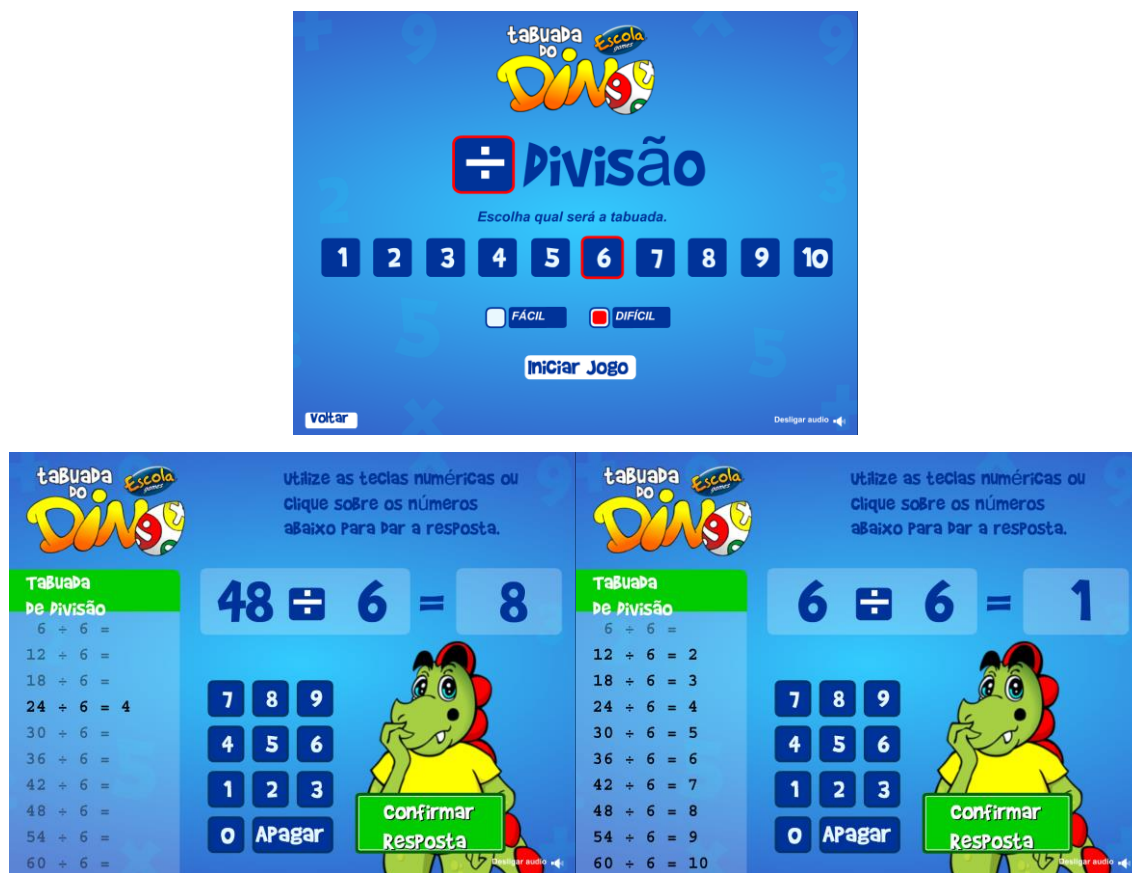 tabuada
do
Dino
Escola
games
÷ Divisão
Escolha qual será a tabuada.
1 2 3 4 5 6 7 8 9 10
FÁCIL DIFÍCIL
Iniciar Jogo
Voltar
Desligar audio
tabuada
do
Dino
Escola
games
Utilize as teclas numéricas ou
clique sobre os números
abaixo para dar a resposta.
Tabuada
de Divisão
48 ÷ 6 = 8
6 ÷ 6 =
12 ÷ 6 =
18 ÷ 6 =
24 ÷ 6 = 4
30 ÷ 6 =
36 ÷ 6 =
42 ÷ 6 =
48 ÷ 6 =
54 ÷ 6 =
60 ÷ 6 =
7 8 9
4 5 6
1 2 3
0 Apagar
Confirmar
Resposta
Desligar audio
tabuada
do
Dino
Escola
games
Utilize as teclas numéricas ou
clique sobre os números
abaixo para dar a resposta.
Tabuada
de Divisão
6 ÷ 6 = 1
6 ÷ 6 =
12 ÷ 6 = 2
18 ÷ 6 = 3
24 ÷ 6 = 4
30 ÷ 6 = 5
36 ÷ 6 = 6
42 ÷ 6 = 7
48 ÷ 6 = 8
54 ÷ 6 = 9
60 ÷ 6 = 10
7 8 9
4 5 6
1 2 3
0 Apagar
Confirmar
Resposta
Desligar audio